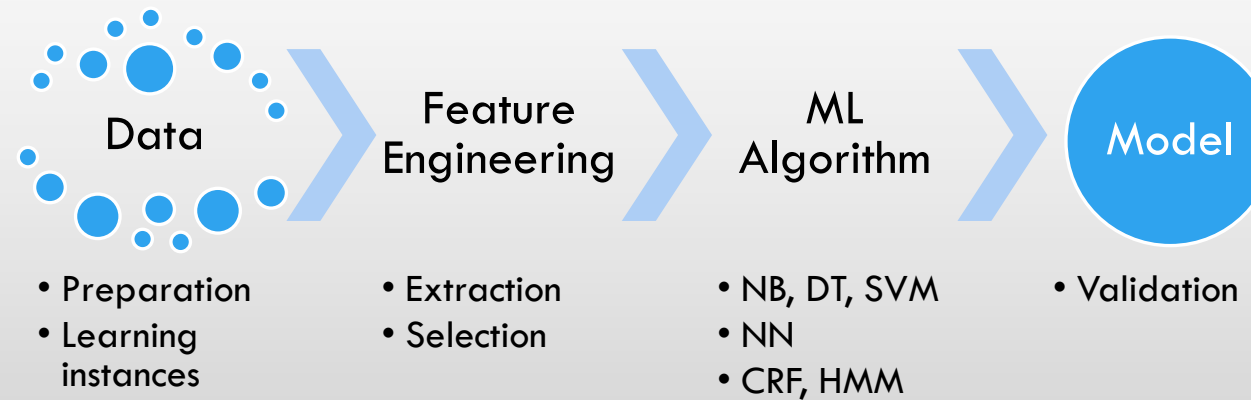 Data
Feature
Engineering
ML
Algorithm
Model
• Preparation
• Learning
instances
• Extraction
• Selection
• NB, DT, SVM
• NN
• CRF, HMM
• Validation